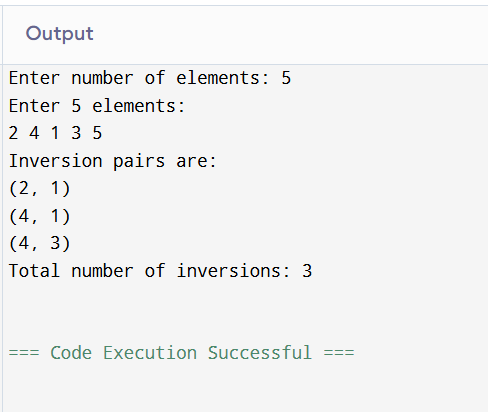 Output
Enter number of elements: 5
Enter 5 elements:
2 4 1 3 5
Inversion pairs are:
(2, 1)
(4, 1)
(4, 3)
Total number of inversions: 3
=== Code Execution Successful ===